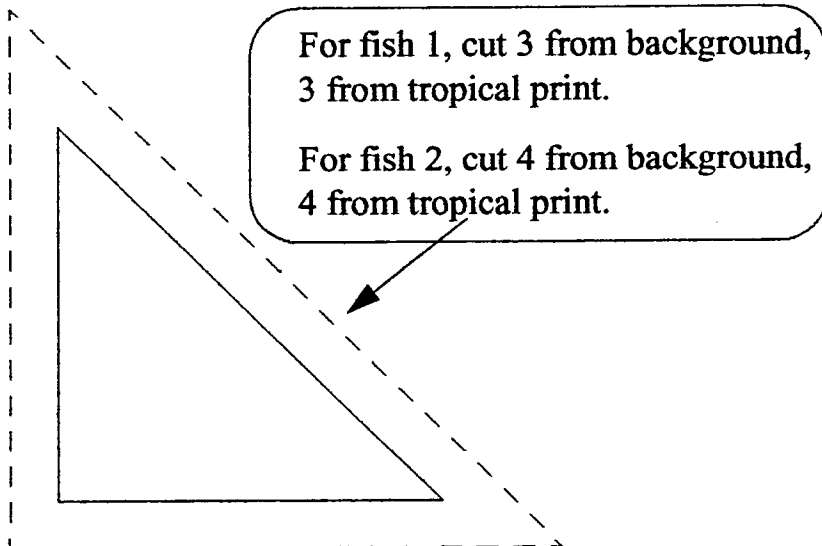 For fish 1, cut 3 from background,
3 from tropical print.
For fish 2, cut 4 from background,
4 from tropical print.